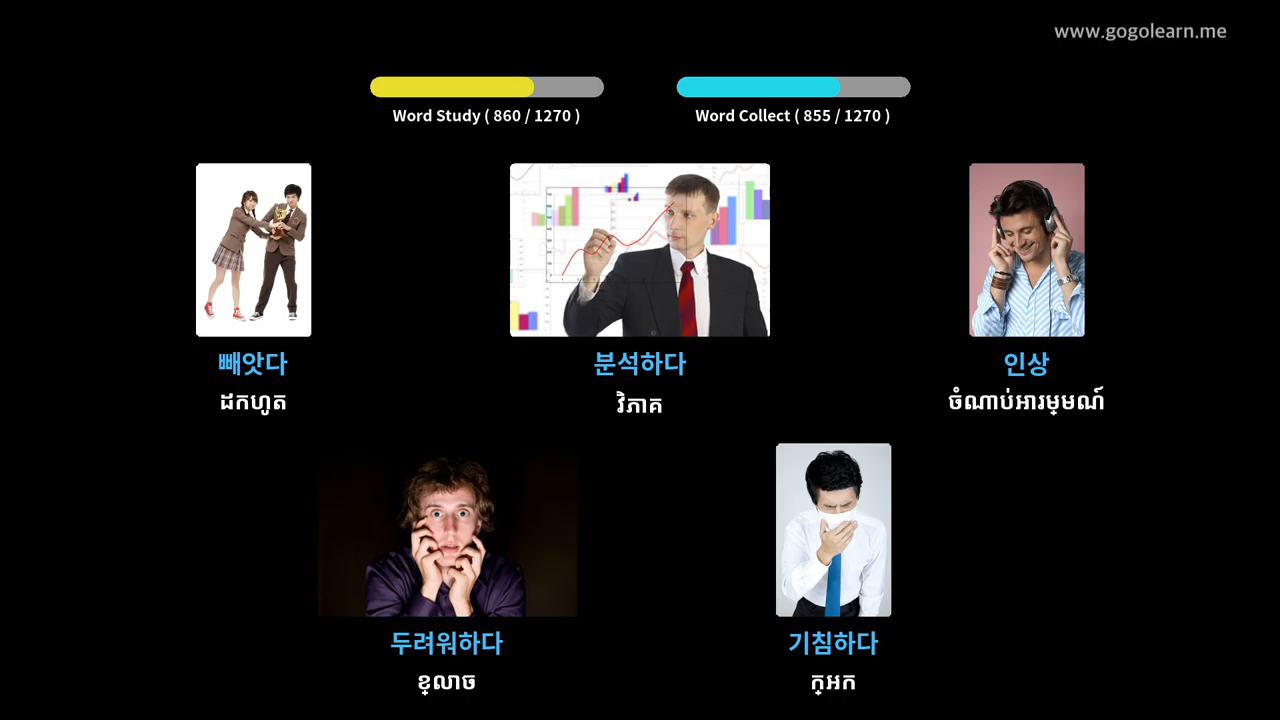 www.gogolearn.me
Word Study ( 860 / 1270 )
Word Collect ( 855 / 1270 )
빼앗다
분석하다
인상
ដកហូត
វិភាគ
ចំណាប់អារម្មណ៍
두려워하다
기침하다
ខ្លាច
ក្អក